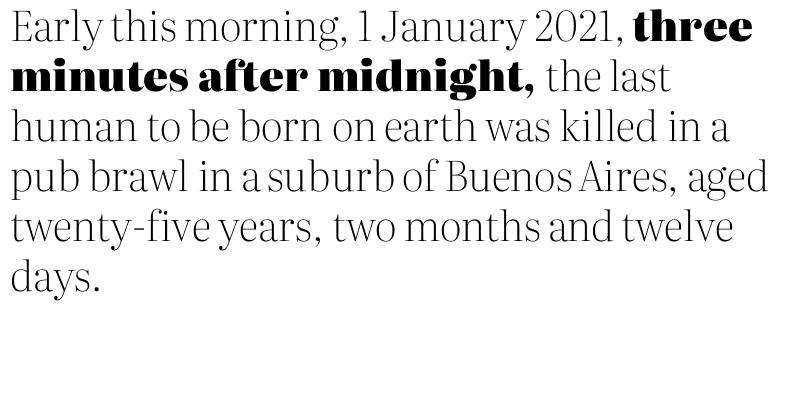 Early this morning, 1 January 2021, three
minutes after midnight, the last
human to be born on earth was killed in a
pub brawl in a suburb of Buenos Aires, aged
twenty-five years, two months and twelve
days.